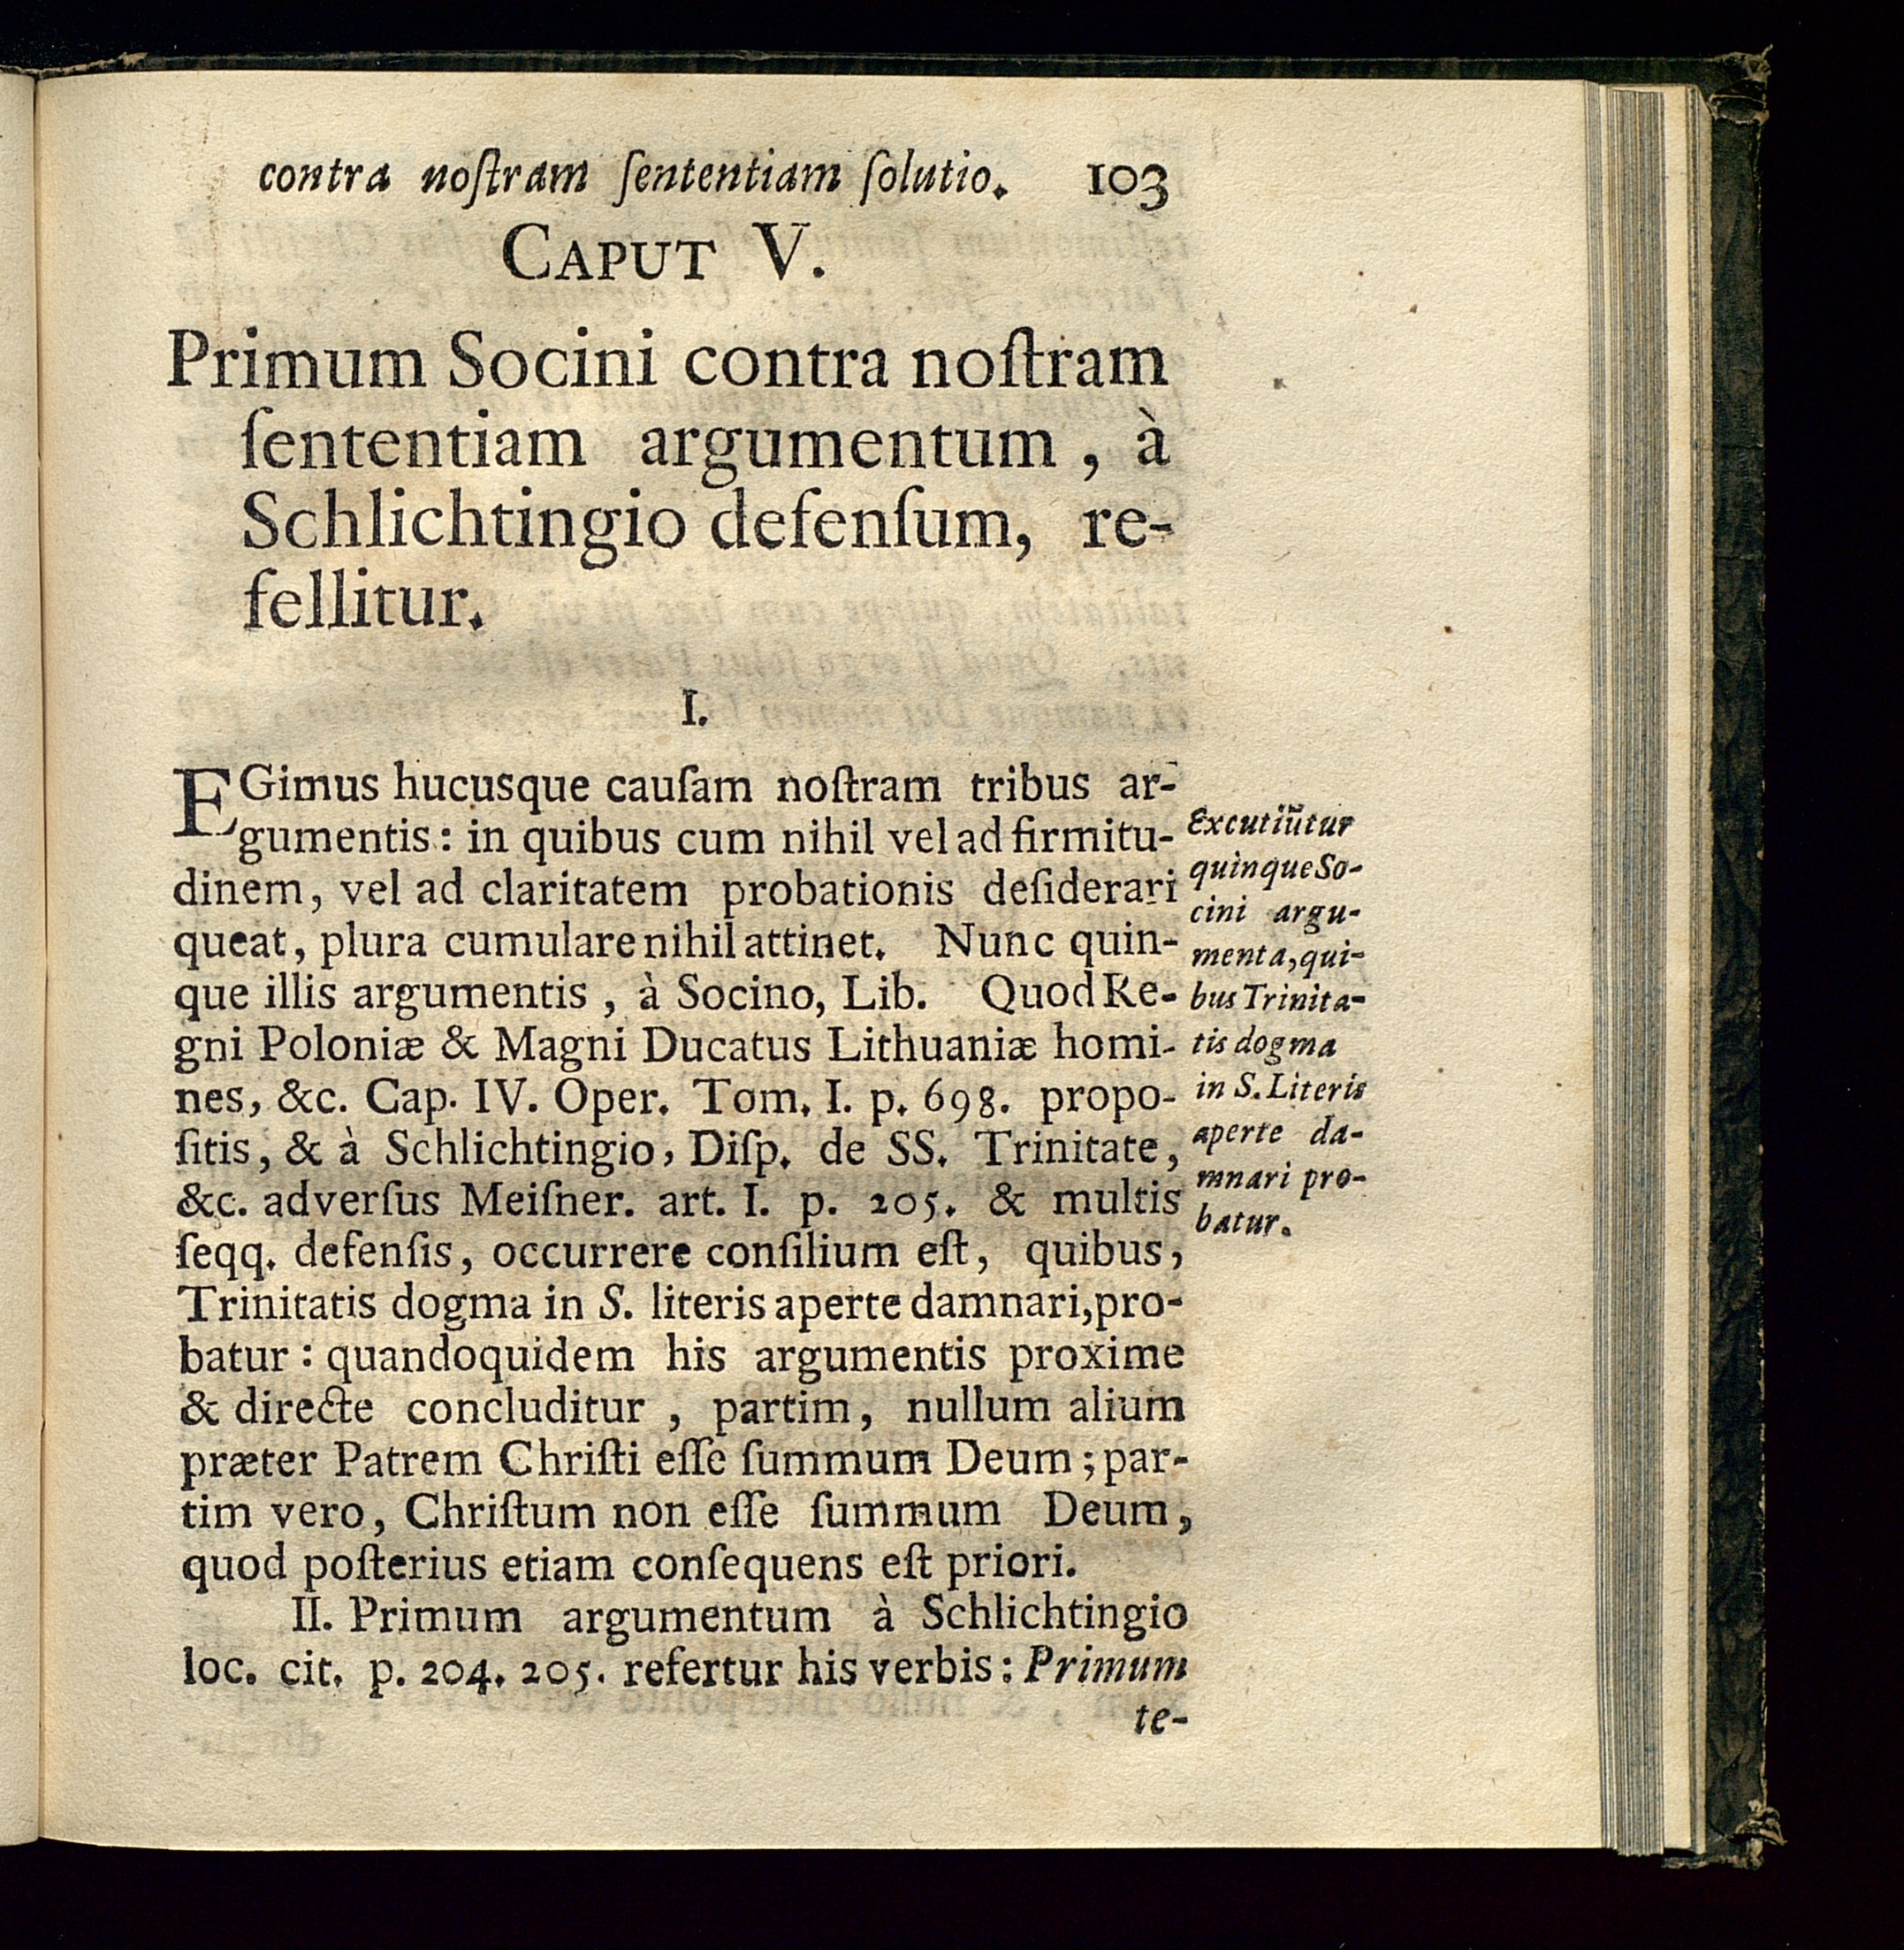 contra noſtram ſententiam ſolutio. 103
CAPUT V.
Primum Socini contra noſtram
ſententiam argumentum, à
Schlichtingio defenſum, re-
fellitur.
I.
EGimus hucusque cauſam noſtram tribus ar-
gumentis: in quibus cum nihil vel ad firmitu-
dinem, vel ad claritatem probationis deſiderari
queat, plura cumulare nihil attinet. Nunc quin-
que illis argumentis, à Socino, Lib. Quod Re-
gni Poloniæ & Magni Ducatus Lithuaniæ homi-
nes, &c. Cap. IV. Oper. Tom. I. p. 698. propo-
ſitis, & à Schlichtingio, Diſp. de SS. Trinitate,
&c. adverſus Meiſner. art. I. p. 205. & multis
ſeqq. defenſis, occurrere conſilium eſt, quibus,
Trinitatis dogma in S. literis aperte damnari, pro-
batur: quandoquidem his argumentis proxime
& directe concluditur, partim, nullum alium
præter Patrem Chriſti eſſe ſummum Deum; par-
tim vero, Chriſtum non eſſe ſummum Deum,
quod poſterius etiam conſequens eſt priori.
II. Primum argumentum à Schlichtingio
loc. cit. p. 204. 205. refertur his verbis: Primum
te-
Excutiũtur
quinque So-
cini argu-
menta, qui-
bus Trinita-
tis dogma
in S. Literis
aperte da-
mnari pro-
batur.